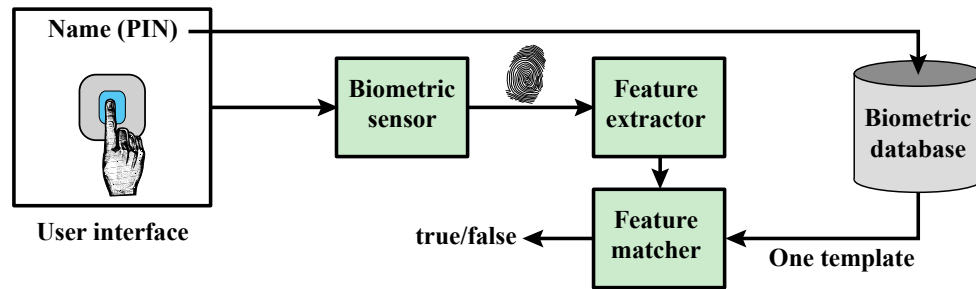 Name (PIN)
Biometric
sensor
Feature
extractor
Biometric
database
User interface
true/false
Feature
matcher
One template